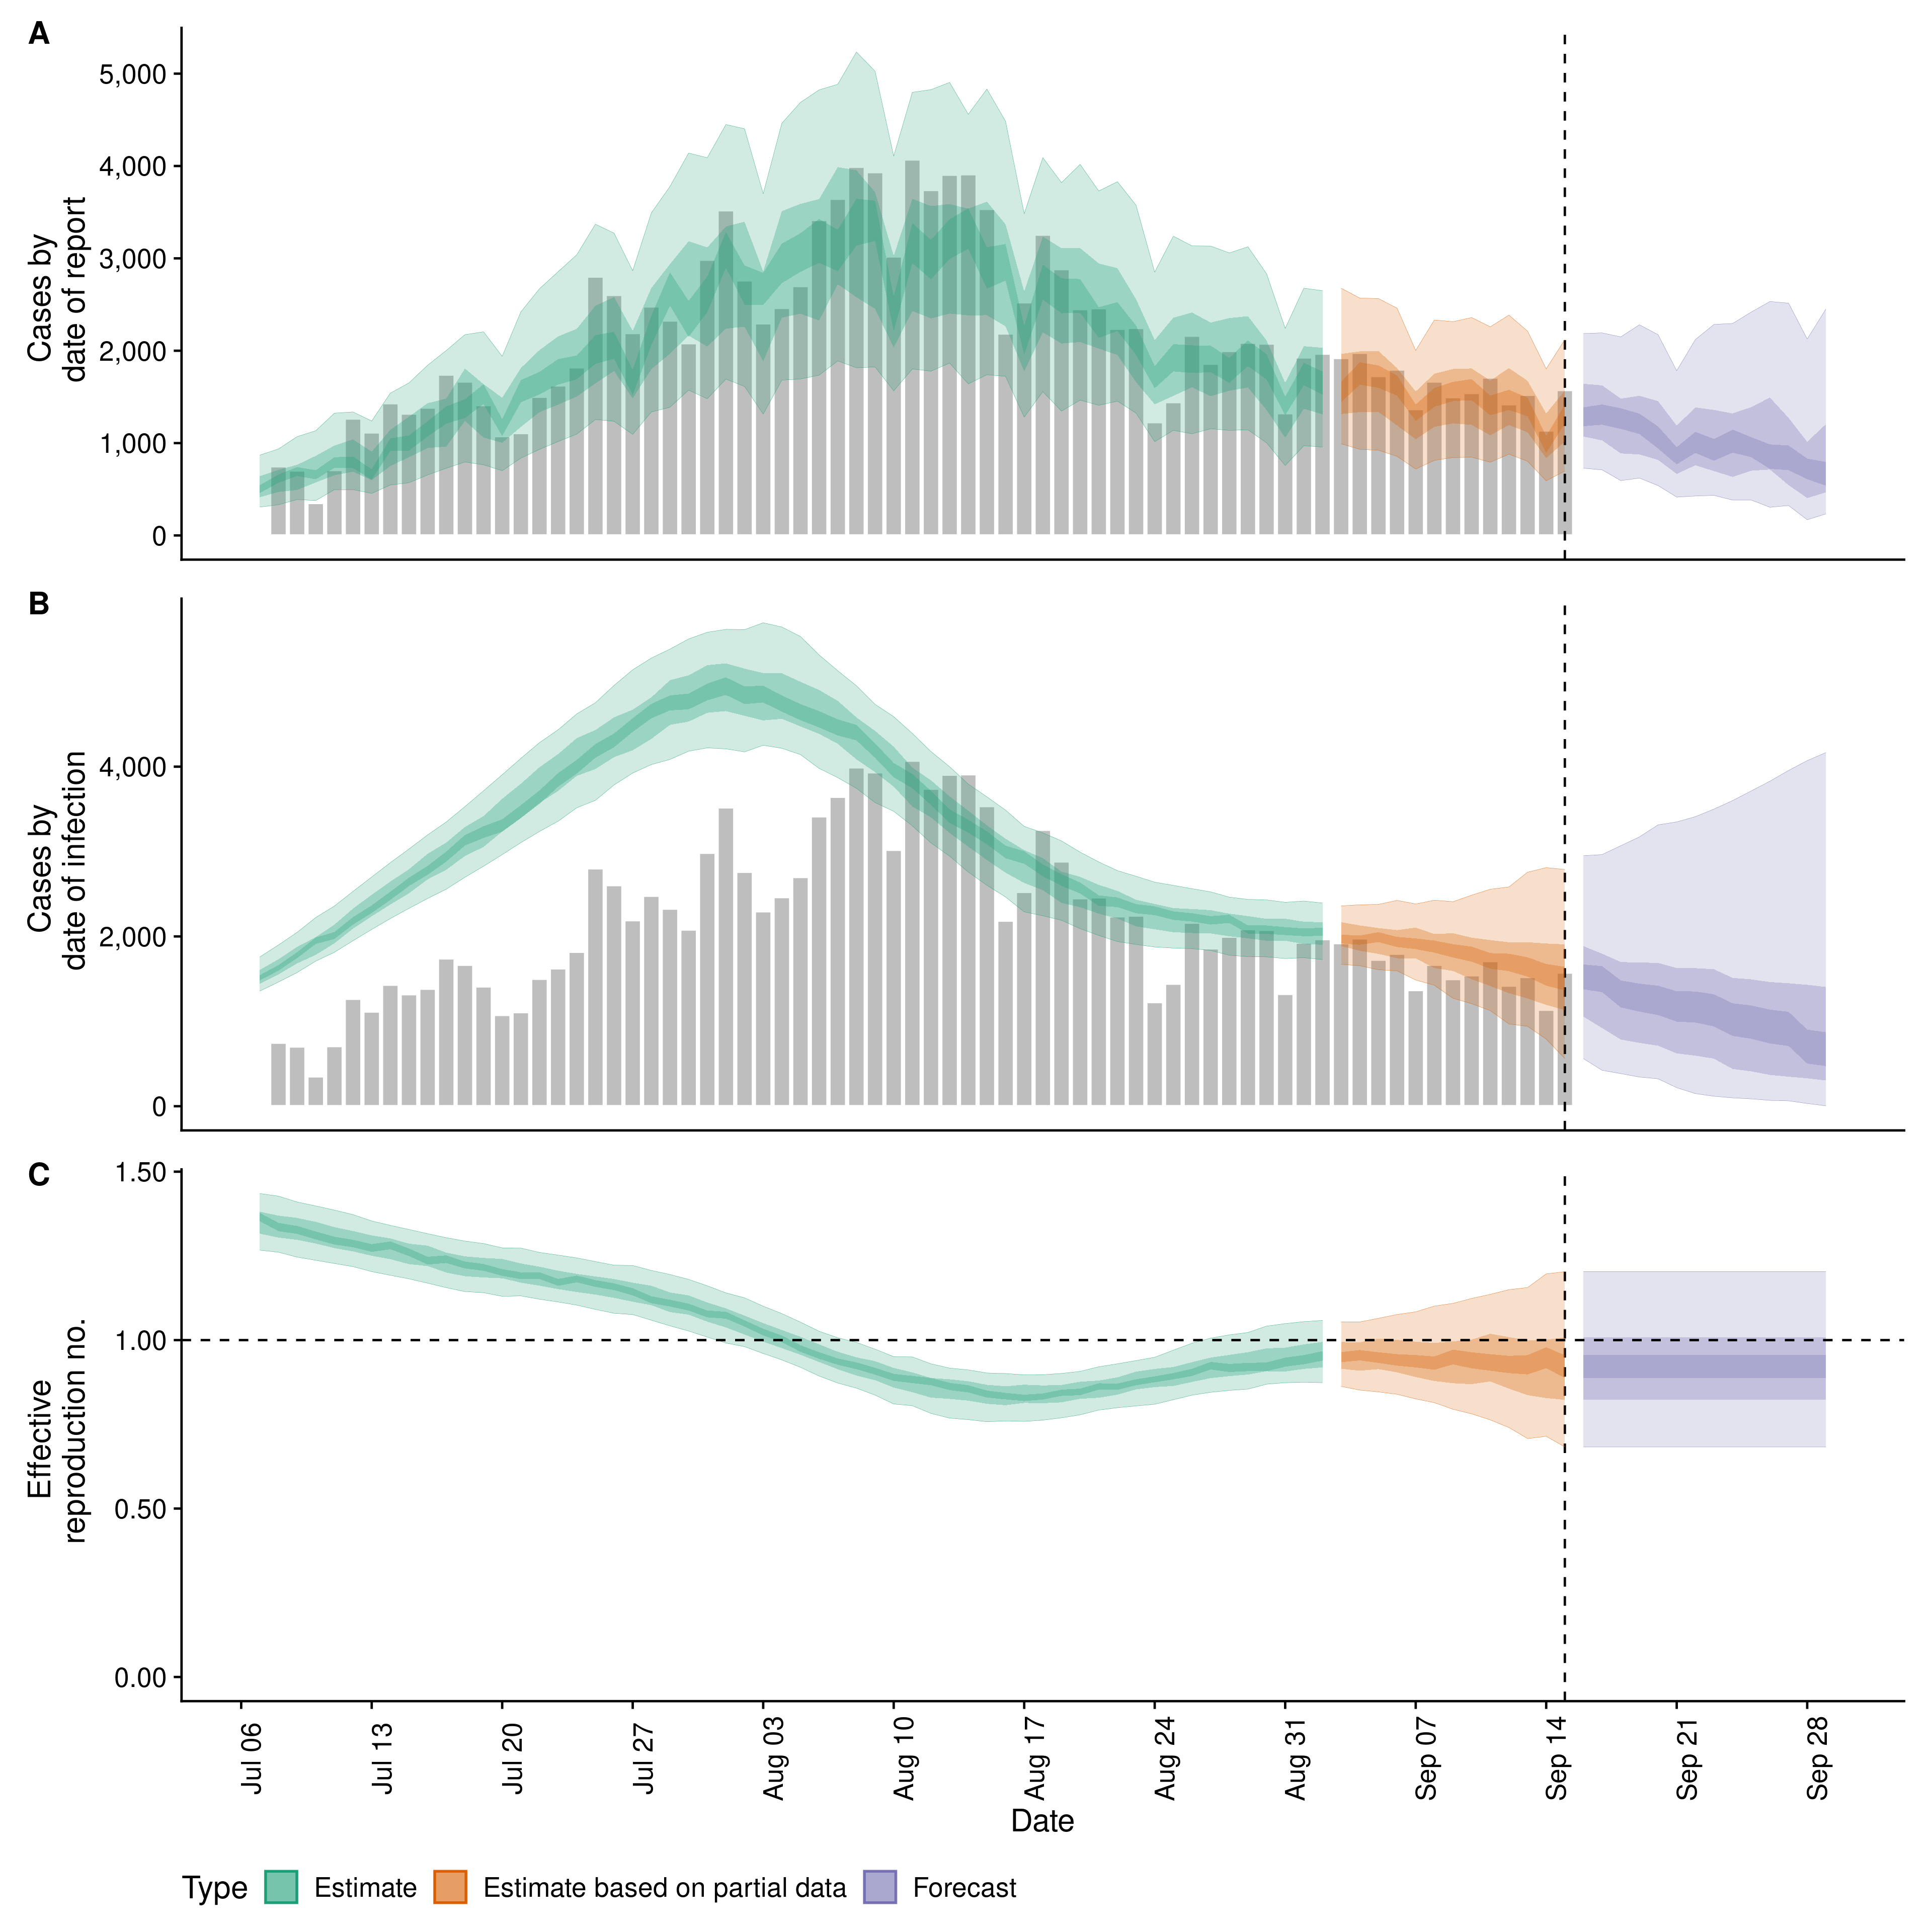 A
Cases by
date of report
5,000
4,000
3,000
2,000
1,000
0
B
Cases by
date of infection
4,000
2,000
0
C
Effective
reproduction no.
1.50
1.00
0.50
0.00
Jul 06
Jul 13
Jul 20
Jul 27
Aug 03
Aug 10
Aug 17
Aug 24
Aug 31
Sep 07
Sep 14
Sep 21
Sep 28
Date
Type Estimate Estimate based on partial data Forecast